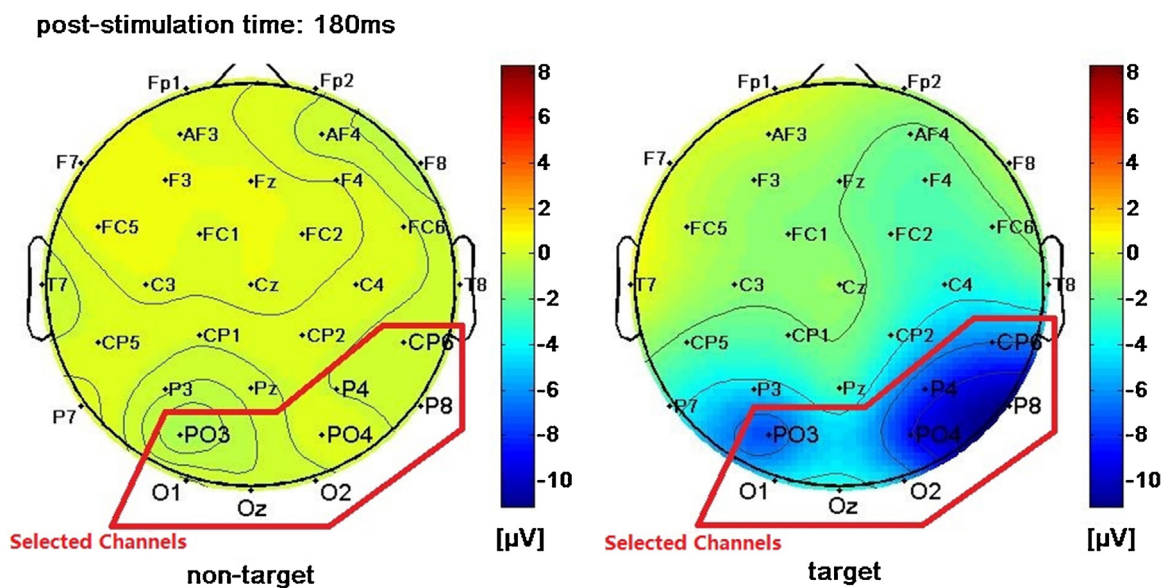 post-stimulation time: 180ms
Fp1 Fp2
AF3 AF4
F7 F8
F3 Fz F4
FC5 FC1 FC2 FC6
T7 C3 Cz C4 T8
CP5 CP1 CP2 CP6
P7 P3 Pz P4 P8
PO3 PO4
O1 Oz O2
Selected Channels
non-target
8
6
4
2
0
-2
-4
-6
-8
-10
[µV]
Fp1 Fp2
AF3 AF4
F7 F8
F3 Fz F4
FC5 FC1 FC2 FC6
T7 C3 Cz C4 T8
CP5 CP1 CP2 CP6
P7 P3 Pz P4 P8
PO3 PO4
O1 Oz O2
Selected Channels
target
8
6
4
2
0
-2
-4
-6
-8
-10
[µV]